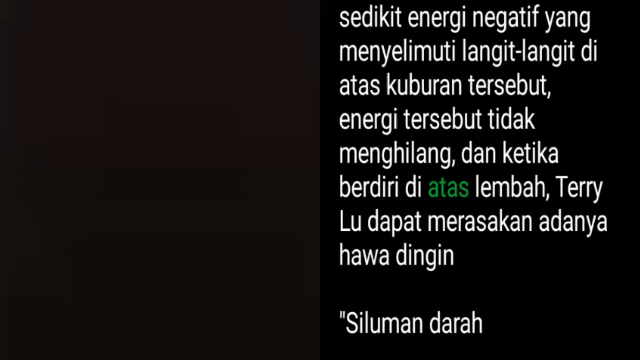 sedikit energi negatif yang
menyelimuti langit-langit di
atas kuburan tersebut,
energi tersebut tidak
menghilang, dan ketika
berdiri di atas lembah, Terry
Lu dapat merasakan adanya
hawa dingin
"Siluman darah